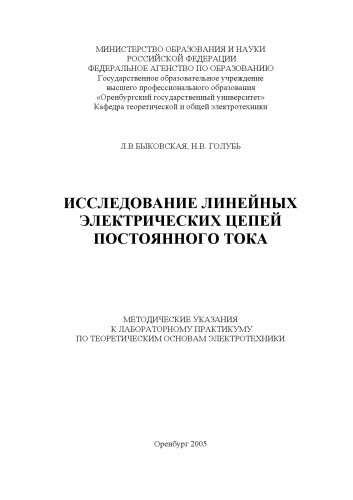 МИНИСТЕРСТВО ОБРАЗОВАНИЯ И НАУКИ
РОССИЙСКОЙ ФЕДЕРАЦИИ
ФЕДЕРАЛЬНОЕ АГЕНСТВО ПО ОБРАЗОВАНИЮ
Государственное образовательное учреждение
высшего профессионального образования
«Оренбургский государственный университет»
Кафедра теоретической и общей электротехники
Л.В.БЫКОВСКАЯ, Н.В. ГОЛУБЬ
ИССЛЕДОВАНИЕ ЛИНЕЙНЫХ
ЭЛЕКТРИЧЕСКИХ ЦЕПЕЙ
ПОСТОЯННОГО ТОКА
МЕТОДИЧЕСКИЕ УКАЗАНИЯ
К ЛАБОРАТОРНОМУ ПРАКТИКУМУ
ПО ТЕОРЕТИЧЕСКИМ ОСНОВАМ ЭЛЕКТРОТЕХНИКИ
Оренбург 2005